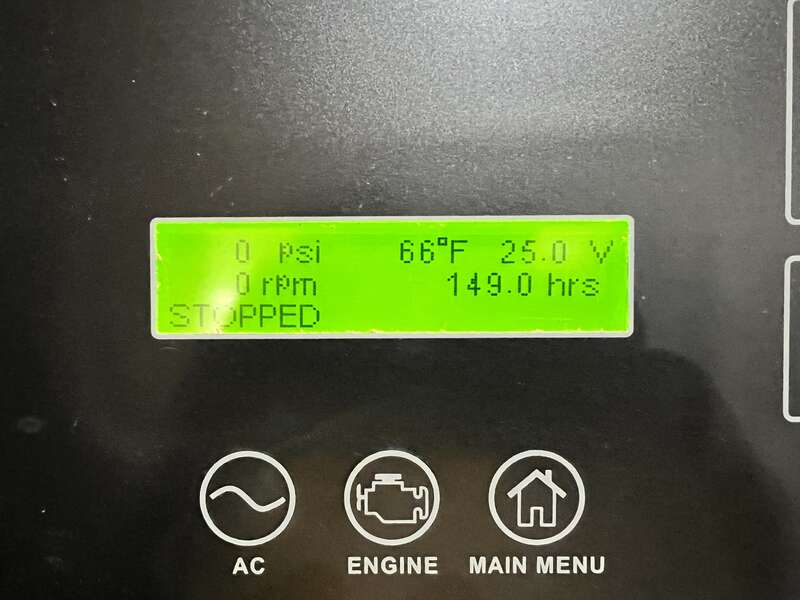 0 psi 66°F 25.0 V
0 rpm 149.0 hrs
STOPPED
AC ENGINE MAIN MENU